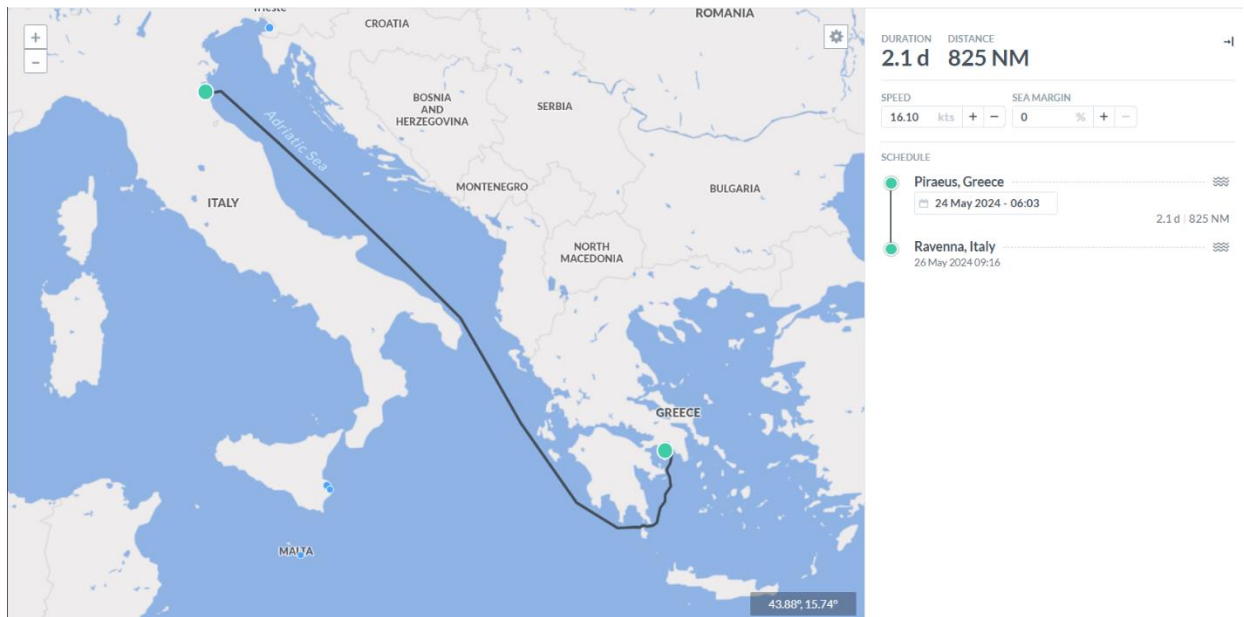 Trieste
ROMANIA
CROATIA
+
−
BOSNIA
AND
HERZEGOVINA
SERBIA
Adriatic Sea
MONTENEGRO
BULGARIA
ITALY
NORTH
MACEDONIA
GREECE
MALTA
43.88°, 15.74°
DURATION DISTANCE
2.1 d 825 NM
SPEED SEA MARGIN
16.10 kts + − 0 % + −
SCHEDULE
Piraeus, Greece
24 May 2024 - 06:03
2.1 d | 825 NM
Ravenna, Italy
26 May 2024 09:16